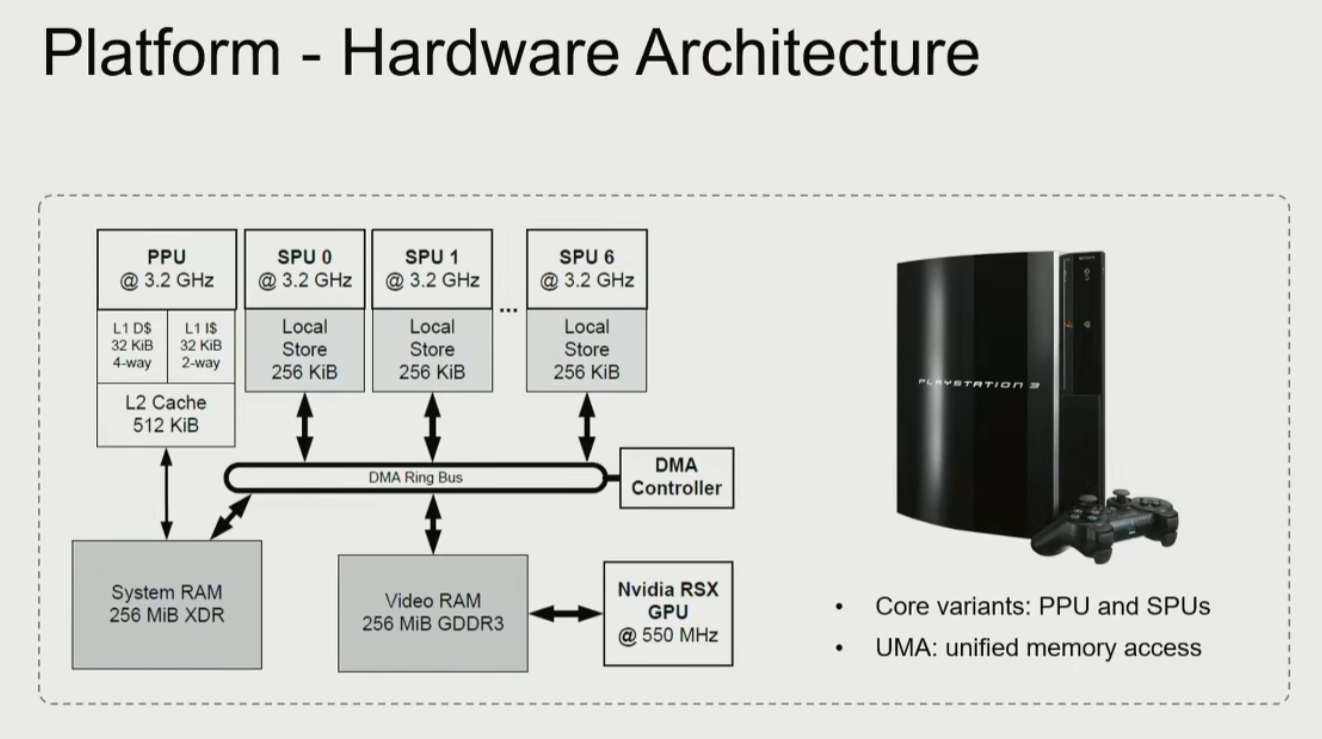 Platform - Hardware Architecture
PPU
@ 3.2 GHz
SPU 0
@ 3.2 GHz
SPU 1
@ 3.2 GHz
...
SPU 6
@ 3.2 GHz
L1 D$
32 KiB
4-way
L1 I$
32 KiB
2-way
L2 Cache
512 KiB
Local
Store
256 KiB
Local
Store
256 KiB
Local
Store
256 KiB
DMA Ring Bus
DMA
Controller
System RAM
256 MiB XDR
Video RAM
256 MiB GDDR3
Nvidia RSX
GPU
@ 550 MHz
PLAYSTATION 3
SONY
• Core variants: PPU and SPUs
• UMA: unified memory access